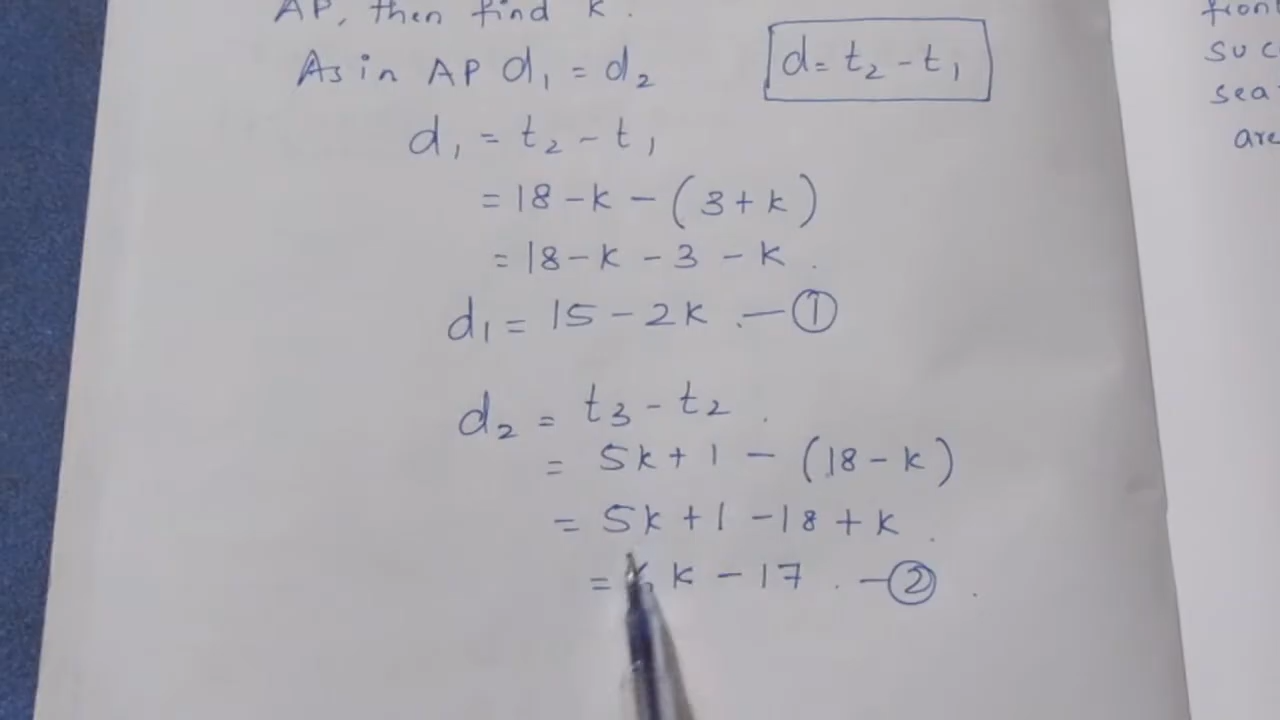 AP, then find k.
As in AP d₁ = d₂
d = t₂ - t₁
d₁ = t₂ - t₁
= 18 - k - (3 + k)
= 18 - k - 3 - k.
d₁ = 15 - 2k. — ①
d₂ = t₃ - t₂.
= 5k + 1 - (18 - k)
= 5k + 1 - 18 + k.
= k - 17. — ②
are